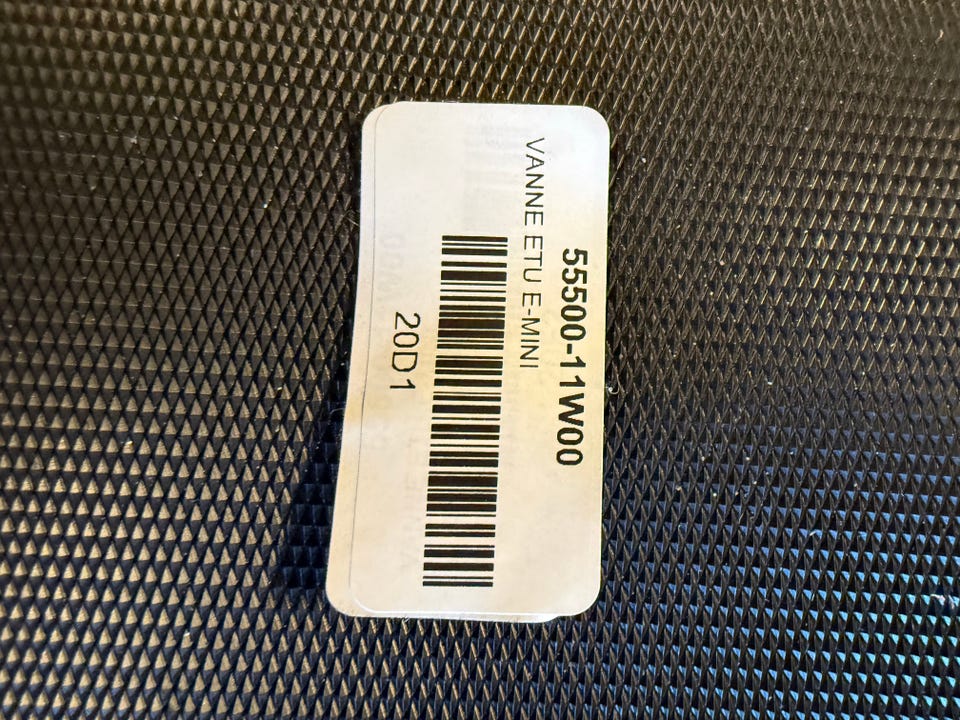 55500-11W00
VANNE ETU E-MINI
20D1